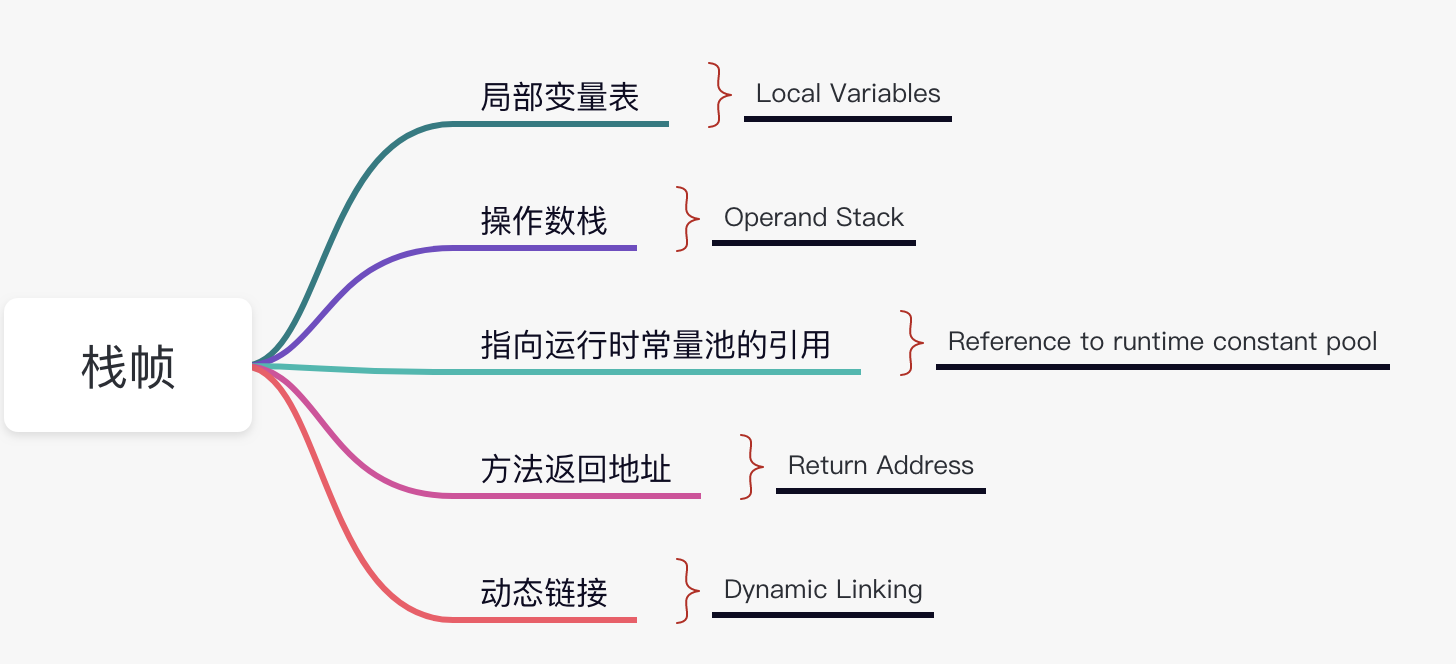 栈帧
局部变量表
Local Variables
操作数栈
Operand Stack
指向运行时常量池的引用
Reference to runtime constant pool
方法返回地址
Return Address
动态链接
Dynamic Linking